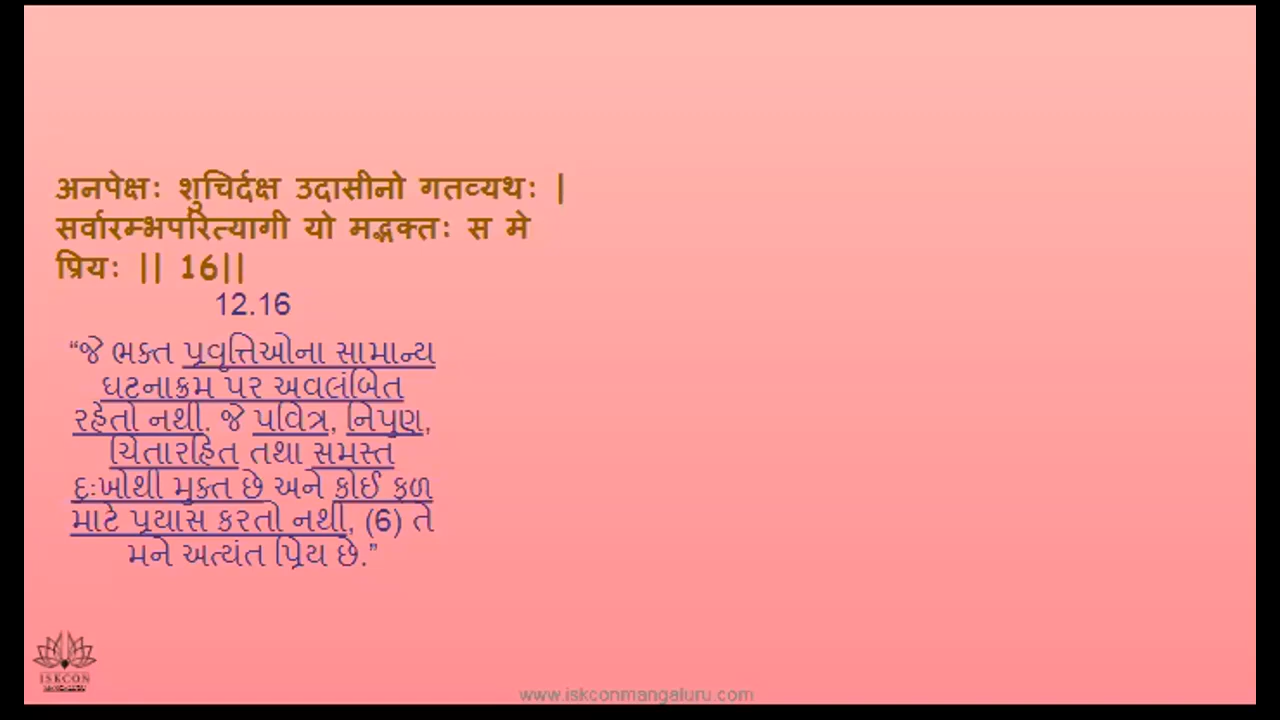 अनपेक्षः शुचिर्दक्ष उदासीनो गतव्यथः |
सर्वारम्भपरित्यागी यो मद्भक्तः स मे
प्रियः || 16||
12.16
“જે ભક્ત પ્રવૃત્તિઓના સામાન્ય
ઘટનાક્રમ પર અવલંબિત
રહેતો નથી. જે પવિત્ર, નિપુણ,
ચિંતારહિત તથા સમસ્ત
દુઃખોથી મુક્ત છે અને કોઈ ફળ
માટે પ્રયાસ કરતો નથી, (6) તે
મને અત્યંત પ્રિય છે.”
ISKCON
www.iskconmangaluru.com